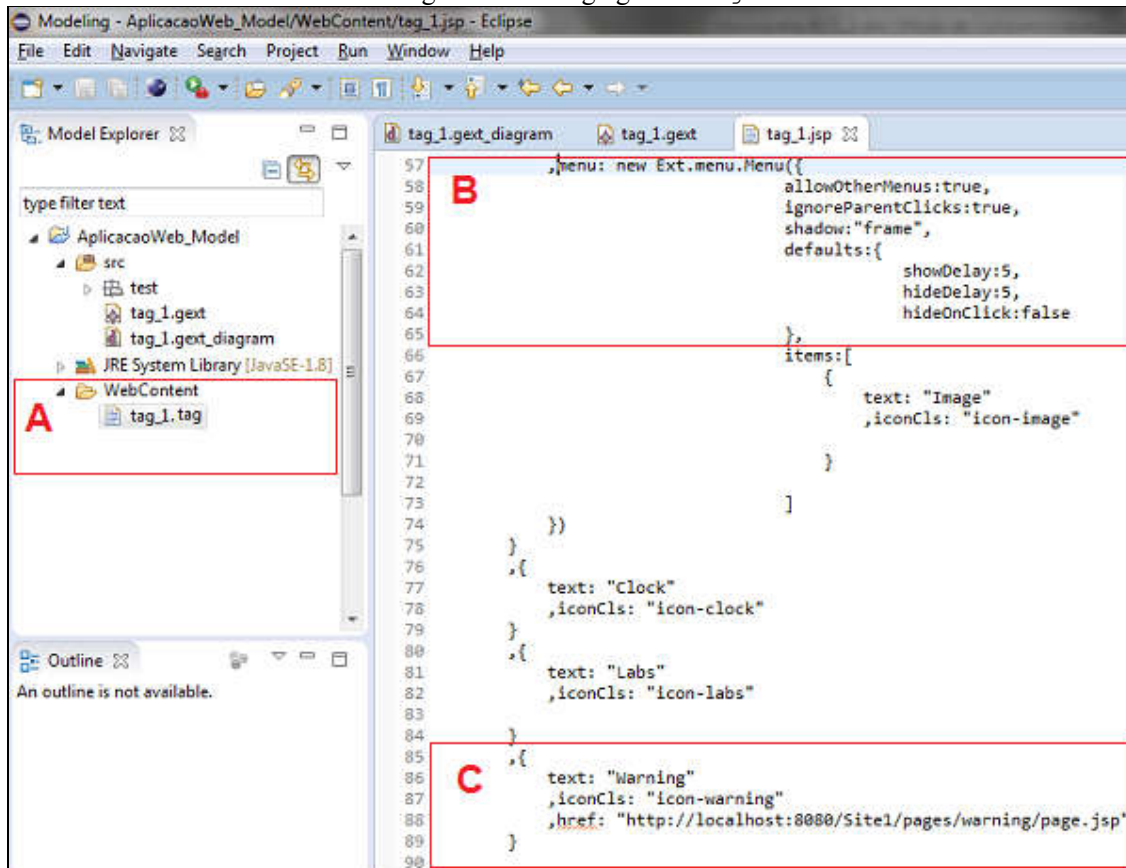 Modeling - AplicacaoWeb_Model/WebContent/tag_1.jsp - Eclipse
File Edit Navigate Search Project Run Window Help
Model Explorer
type filter text
AplicacaoWeb_Model
src
test
tag_1.gext
tag_1.gext_diagram
JRE System Library [JavaSE-1.8]
WebContent
tag_1.tag
A
Outline
An outline is not available.
tag_1.gext_diagram tag_1.gext tag_1.jsp
B
57 ,menu: new Ext.menu.Menu({
58 allowOtherMenus:true,
59 ignoreParentClicks:true,
60 shadow:"frame",
61 defaults:{
62 showDelay:5,
63 hideDelay:5,
64 hideOnClick:false
65 },
66 items:[
67 {
68 text: "Image"
69 ,iconCls: "icon-image"
70
71 }
72
73 ]
74 })
75 }
76 ,{
77 text: "Clock"
78 ,iconCls: "icon-clock"
79 }
80 ,{
81 text: "Labs"
82 ,iconCls: "icon-labs"
83
84 }
85 ,{
C
86 text: "Warning"
87 ,iconCls: "icon-warning"
88 ,href: "http://localhost:8080/Site1/pages/warning/page.jsp"
89 }
90